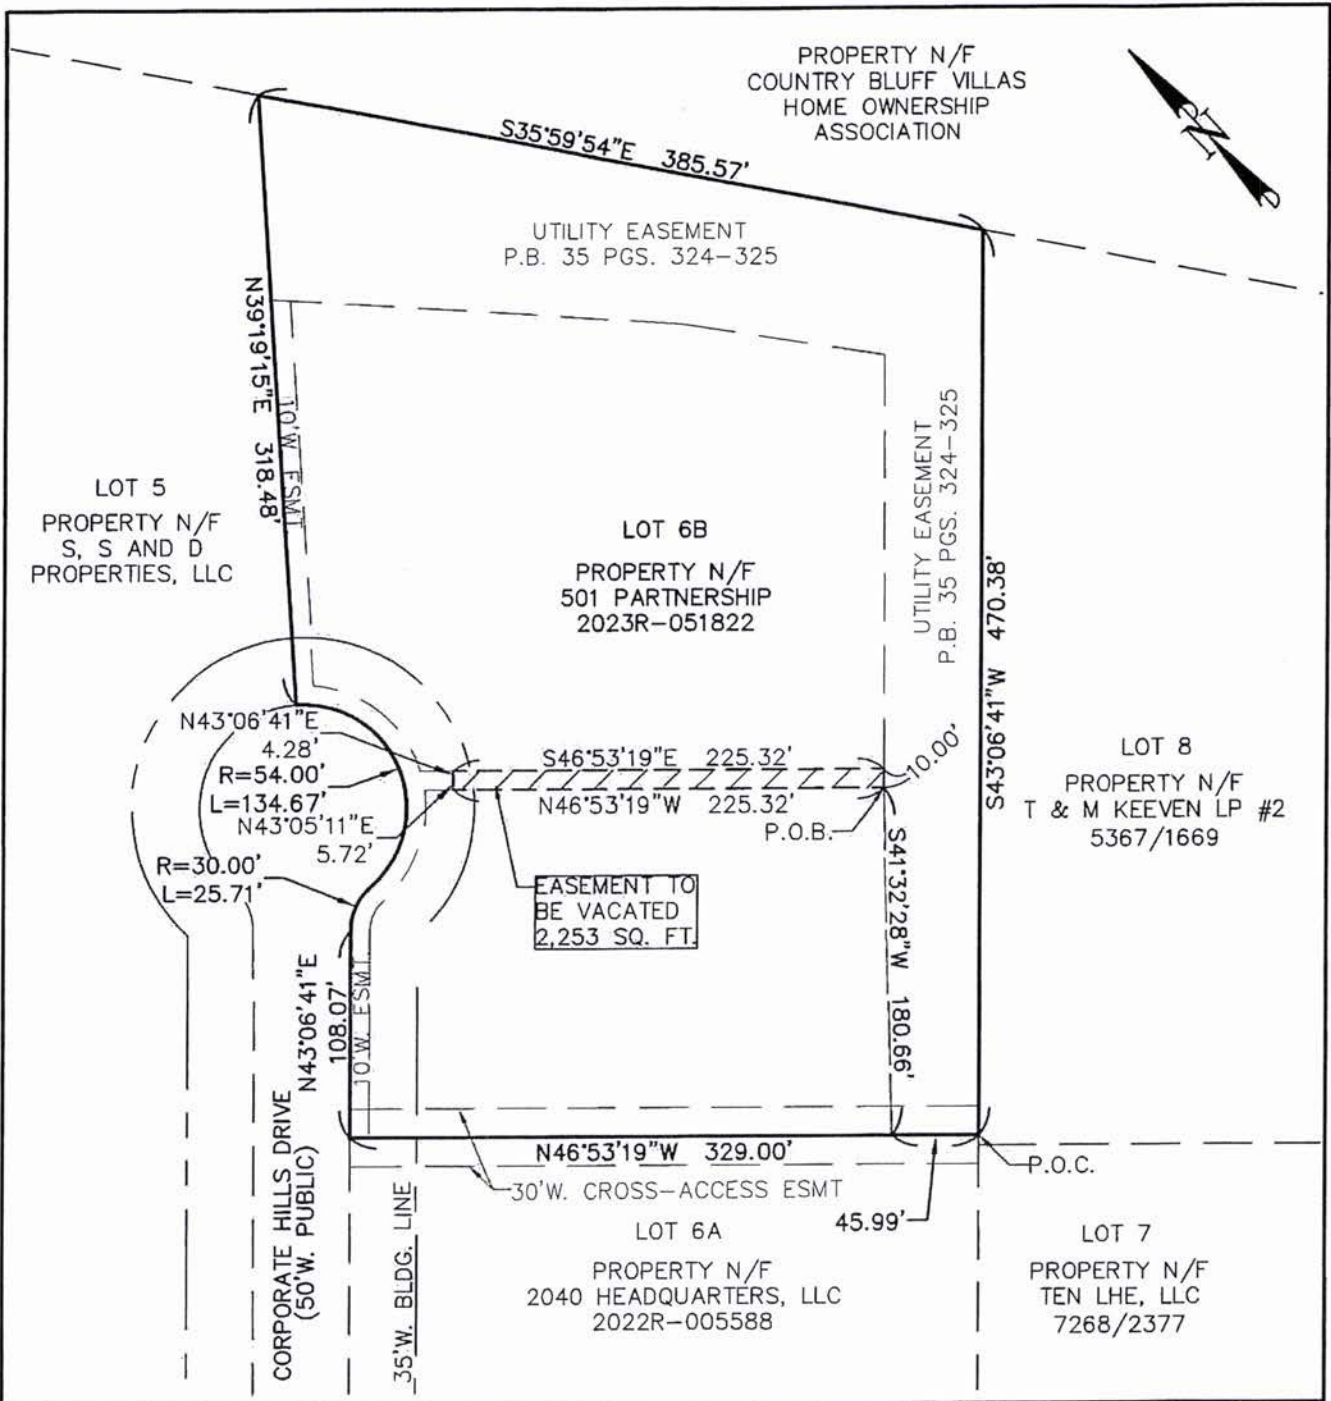 PROPERTY N/F
COUNTRY BLUFF VILLAS
HOME OWNERSHIP
ASSOCIATION
N
S35°59'54"E 385.57'
UTILITY EASEMENT
P.B. 35 PGS. 324-325
N39°19'15"E 318.48'
10'W ESMT
LOT 5
PROPERTY N/F
S, S AND D
PROPERTIES, LLC
LOT 6B
PROPERTY N/F
501 PARTNERSHIP
2023R-051822
UTILITY EASEMENT
P.B. 35 PGS. 324-325
S43°06'41"W 470.38'
N43°06'41"E
4.28'
R=54.00'
L=134.67'
N43°05'11"E
5.72'
R=30.00'
L=25.71'
S46°53'19"E 225.32'
N46°53'19"W 225.32'
10.00'
P.O.B.
LOT 8
PROPERTY N/F
T & M KEEVEN LP #2
5367/1669
EASEMENT TO
BE VACATED
2,253 SQ. FT.
S41°32'28"W 180.66'
N43°06'41"E
108.07'
10'W. ESMT.
N46°53'19"W 329.00'
P.O.C.
30'W. CROSS-ACCESS ESMT
45.99'
CORPORATE HILLS DRIVE
(50'W. PUBLIC)
35'W. BLDG. LINE
LOT 6A
PROPERTY N/F
2040 HEADQUARTERS, LLC
2022R-005588
LOT 7
PROPERTY N/F
TEN LHE, LLC
7268/2377